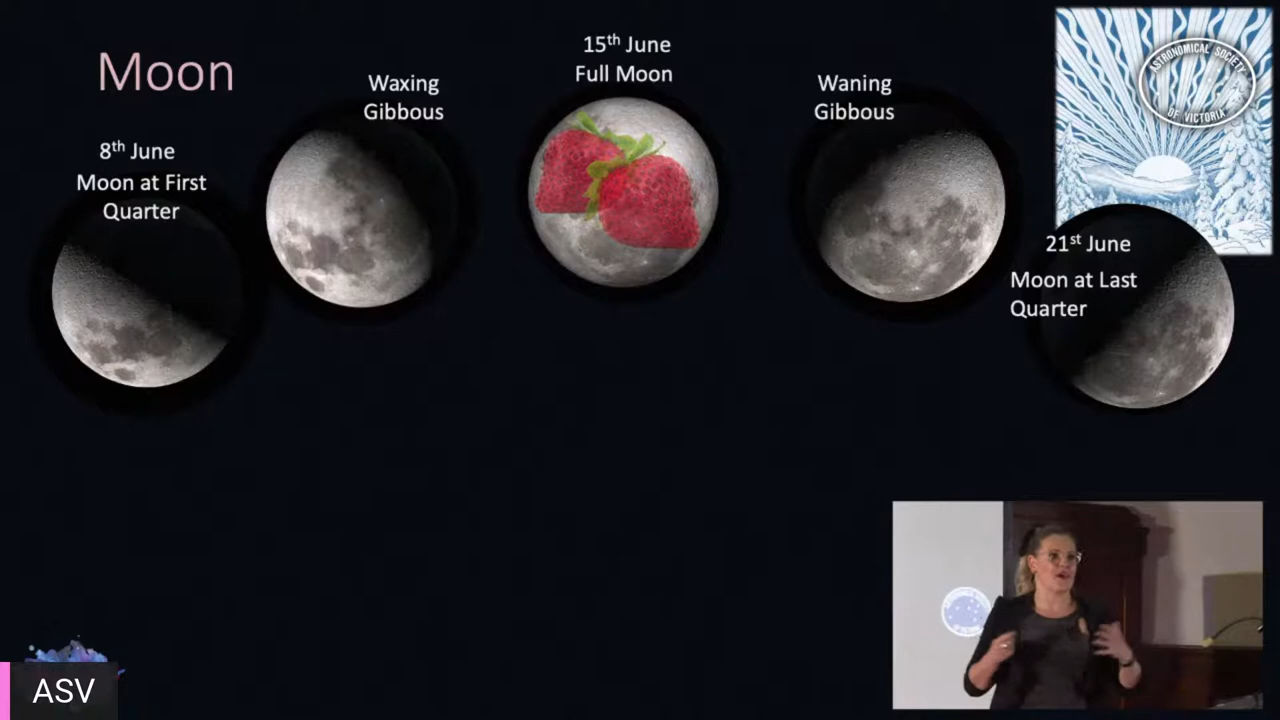 Moon
8th June
Moon at First
Quarter
Waxing
Gibbous
15th June
Full Moon
Waning
Gibbous
ASTRONOMICAL SOCIETY
OF VICTORIA
21st June
Moon at Last
Quarter
ASV